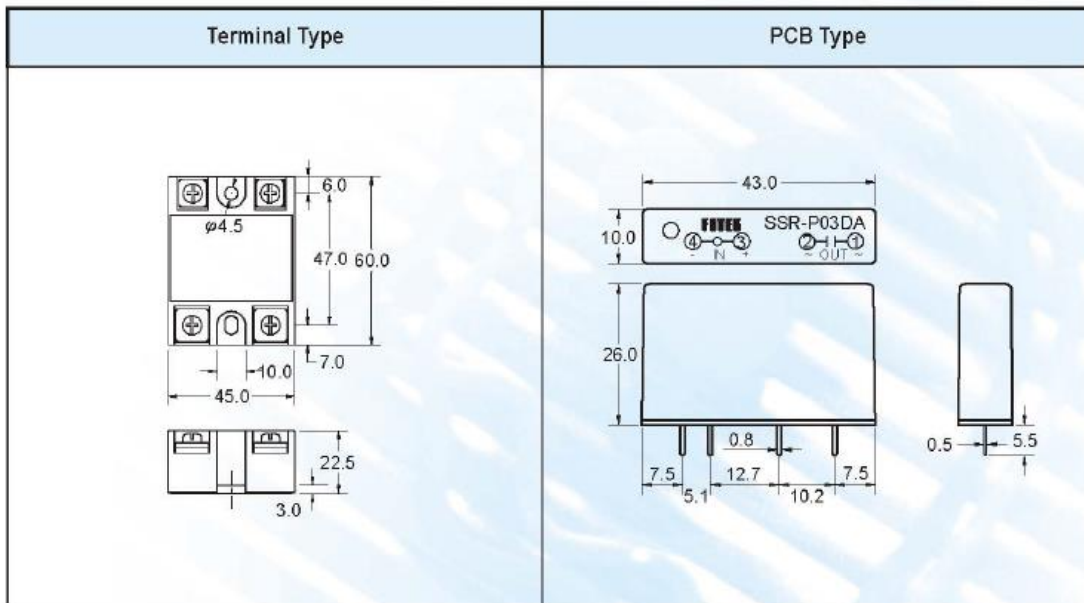 Terminal Type
PCB Type
6.0
φ4.5
47.0 60.0
7.0
10.0
45.0
22.5
3.0
43.0
10.0
FOTEK SSR-P03DA
4 3 2 1
- IN + ~ OUT ~
26.0
0.8
7.5 5.1 12.7 10.2 7.5
0.5 5.5